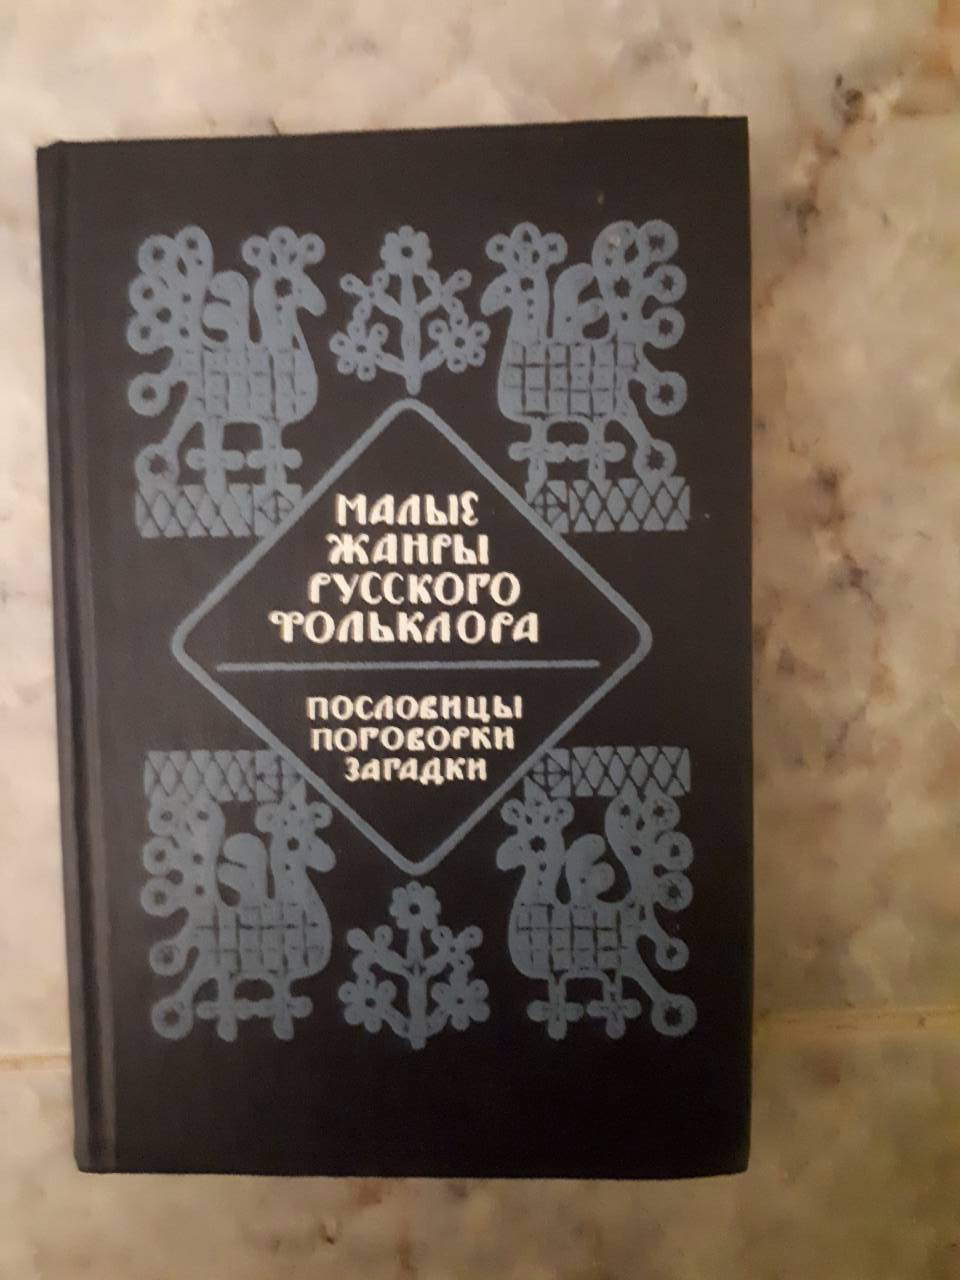 МАЛЫЕ
ЖАНРЫ
РУССКОГО
ФОЛЬКЛОРА
ПОСЛОВИЦЫ
ПОГОВОРКИ
ЗАГАДКИ